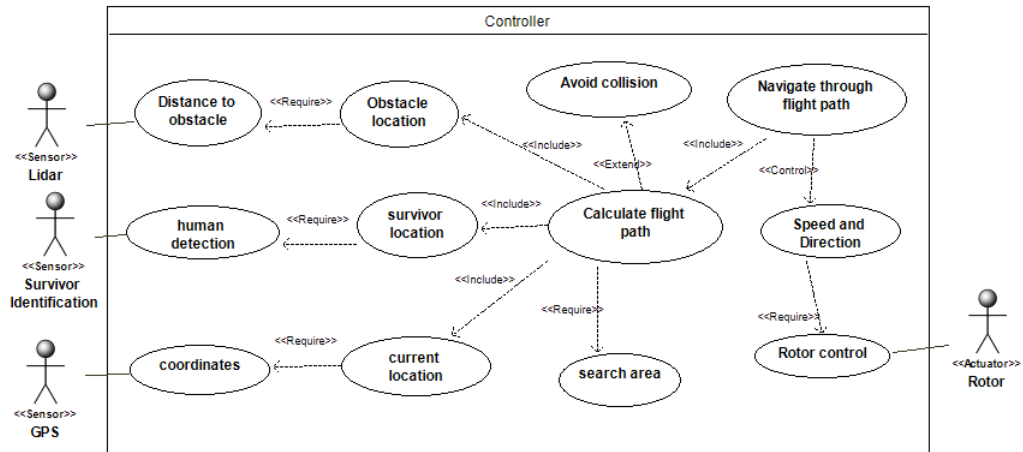 Controller
Distance to
obstacle
<<Require>>
Obstacle
location
Avoid collision
Navigate through
flight path
<<Sensor>>
Lidar
<<Include>>
<<Extend>>
<<Include>>
<<Control>>
human
detection
<<Require>>
survivor
location
<<Include>>
Calculate flight
path
Speed and
Direction
<<Sensor>>
Survivor
Identification
<<Include>>
<<Require>>
<<Require>>
coordinates
<<Require>>
current
location
search area
Rotor control
<<Sensor>>
GPS
<<Actuator>>
Rotor